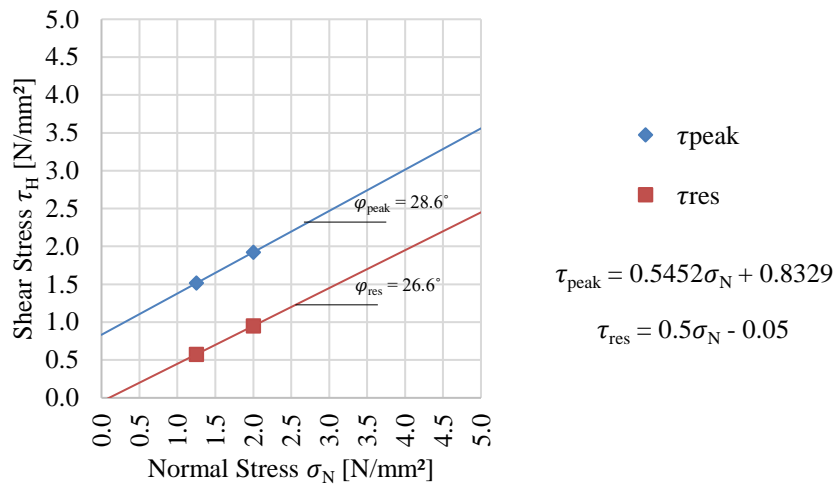 5.0
4.5
4.0
3.5
3.0
2.5
2.0
1.5
1.0
0.5
0.0
Shear Stress τH [N/mm²]
φpeak = 28.6°
φres = 26.6°
0.0 0.5 1.0 1.5 2.0 2.5 3.0 3.5 4.0 4.5 5.0
Normal Stress σN [N/mm²]
τpeak
τres
τpeak = 0.5452σN + 0.8329
τres = 0.5σN - 0.05